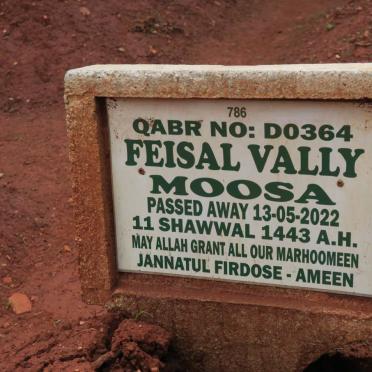 786
QABR NO: D0364
FEISAL VALLY
MOOSA
PASSED AWAY 13-05-2022
11 SHAWWAL 1443 A.H.
MAY ALLAH GRANT ALL OUR MARHOOMEEN
JANNATUL FIRDOSE - AMEEN